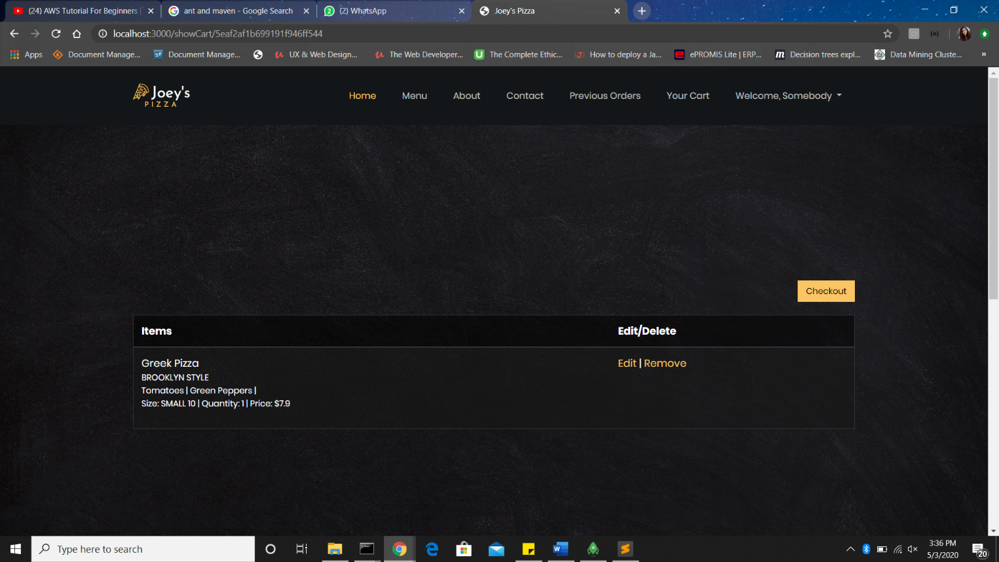 (24) AWS Tutorial For Beginners
ant and maven - Google Search
(2) WhatsApp
Joey's Pizza
localhost:3000/showCart/5eaf2af1b699191f946ff544
Apps
Document Manage...
Document Manage...
UX & Web Design...
The Web Developer...
The Complete Ethic...
How to deploy a Ja...
ePROMIS Lite | ERP...
Decision trees expl...
Data Mining Cluste...
»
Joey's
PIZZA
Home
Menu
About
Contact
Previous Orders
Your Cart
Welcome, Somebody
Checkout
Items
Edit/Delete
Greek Pizza
Edit | Remove
BROOKLYN STYLE
Tomatoes | Green Peppers |
Size: SMALL 10 | Quantity: 1 | Price: $7.9
Type here to search
3:36 PM
5/3/2020
20